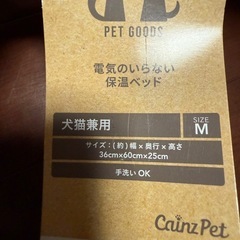 PET GOODS
電気のいらない
保温ベッド
犬猫兼用
SIZE
M
サイズ：(約)幅×奥行×高さ
36cm×60cm×25cm
手洗いOK
CainzPet